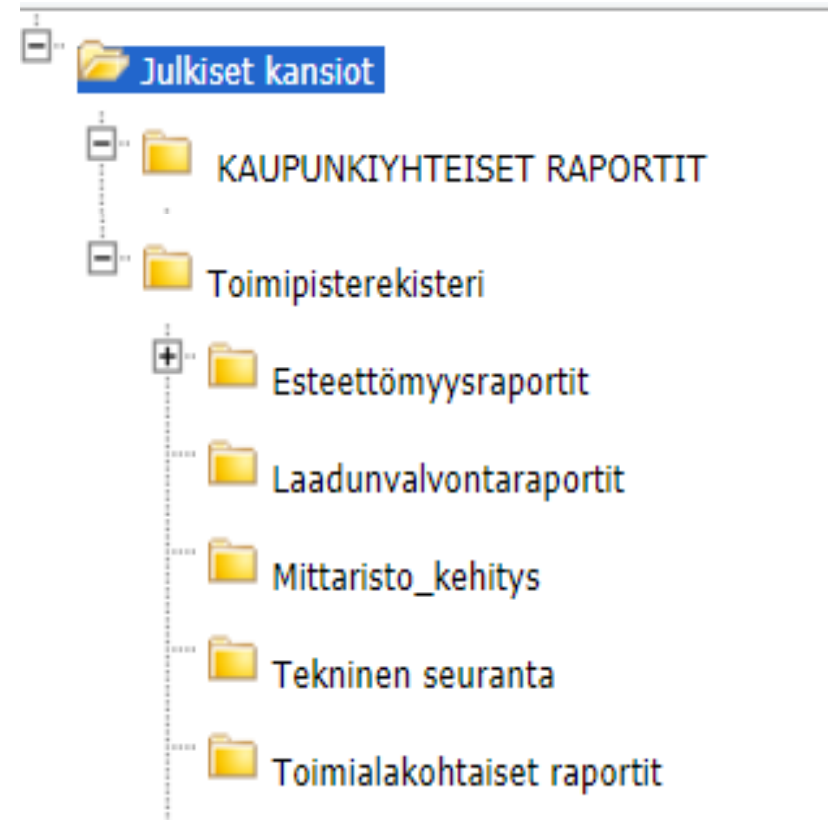 Julkiset kansiot
KAUPUNKIYHTEISET RAPORTIT
Toimipisterekisteri
Esteettömyysraportit
Laadunvalvontaraportit
Mittaristo_kehitys
Tekninen seuranta
Toimialakohtaiset raportit